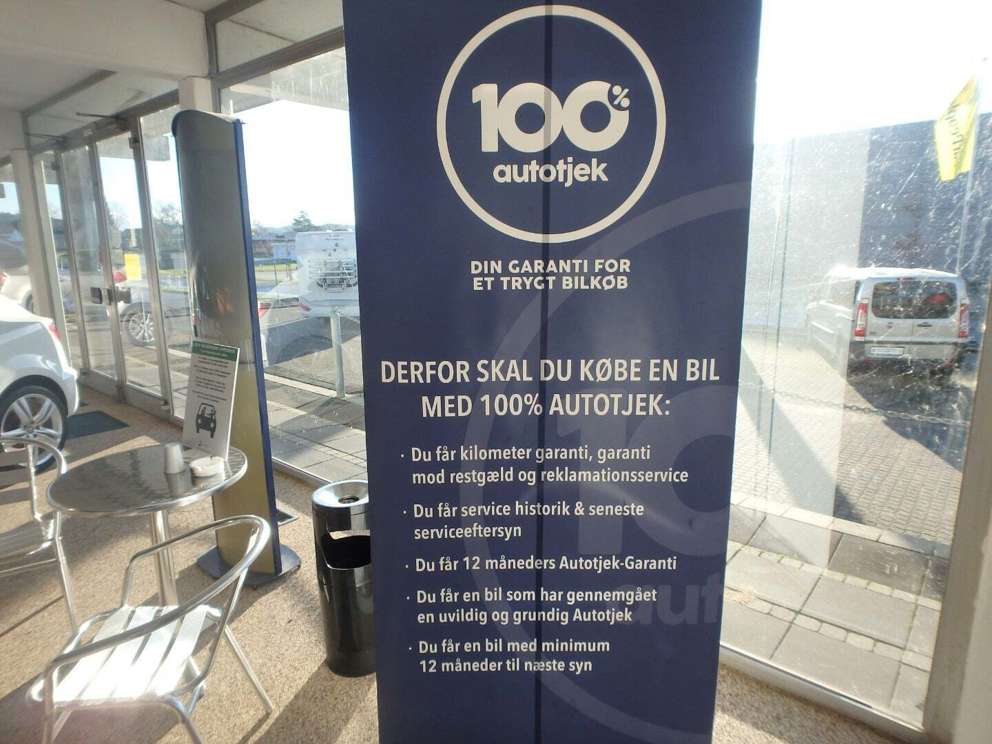 100%
autotjek
DIN GARANTI FOR
ET TRYGT BILKØB
DERFOR SKAL DU KØBE EN BIL
MED 100% AUTOTJEK:
· Du får kilometer garanti, garanti
mod restgæld og reklamationsservice
· Du får service historik & seneste
serviceeftersyn
· Du får 12 måneders Autotjek-Garanti
· Du får en bil som har gennemgået
en uvildig og grundig Autotjek
· Du får en bil med minimum
12 måneder til næste syn